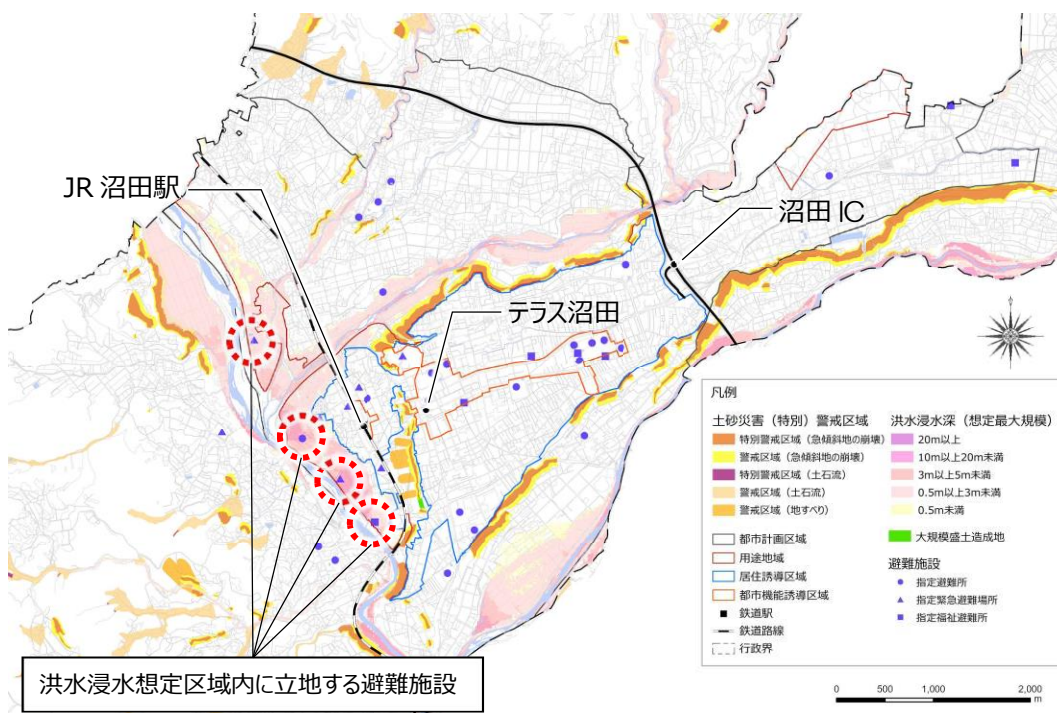 JR 沼田駅
沼田 IC
テラス沼田
洪水浸水想定区域内に立地する避難施設
凡例
土砂災害（特別）警戒区域
特別警戒区域（急傾斜地の崩壊）
警戒区域（急傾斜地の崩壊）
特別警戒区域（土石流）
警戒区域（土石流）
警戒区域（地すべり）
都市計画区域
用途地域
居住誘導区域
都市機能誘導区域
鉄道駅
鉄道路線
行政界
洪水浸水深（想定最大規模）
20m以上
10m以上20m未満
3m以上5m未満
0.5m以上3m未満
0.5m未満
大規模盛土造成地
避難施設
指定避難所
指定緊急避難場所
指定福祉避難所
0 500 1,000 2,000
m